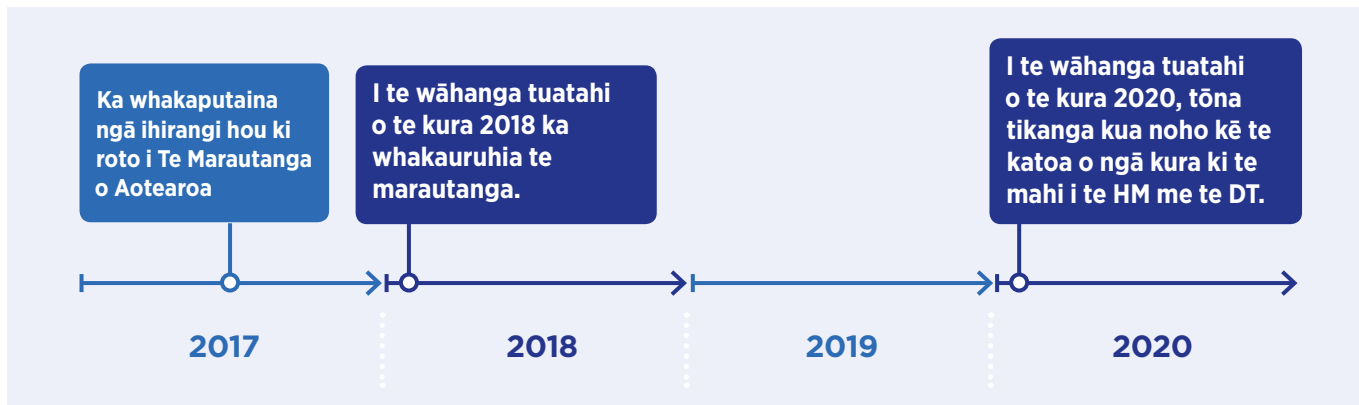 Ka whakaputaina
ngā ihirangi hou ki
roto i Te Marautanga
o Aotearoa
I te wāhanga tuatahi
o te kura 2018 ka
whakauruhia te
marautanga.
I te wāhanga tuatahi
o te kura 2020, tōna
tikanga kua noho kē te
katoa o ngā kura ki te
mahi i te HM me te DT.
2017
2018
2019
2020